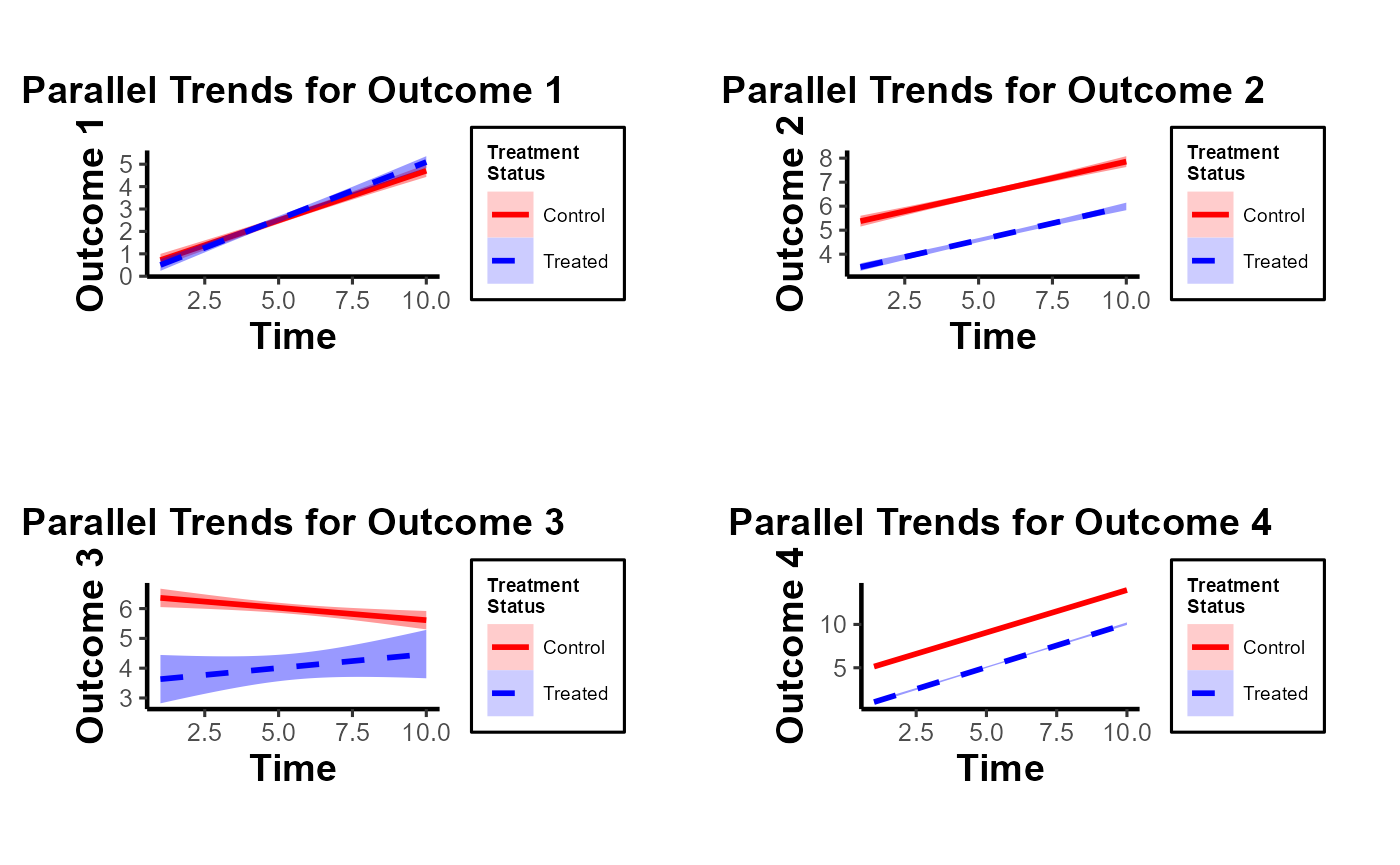 Parallel Trends for Outcome 1
Outcome 1
5
4
3
2
1
0
2.5 5.0 7.5 10.0
Time
Treatment
Status
Control
Treated
Parallel Trends for Outcome 2
Outcome 2
8
7
6
5
4
2.5 5.0 7.5 10.0
Time
Treatment
Status
Control
Treated
Parallel Trends for Outcome 3
Outcome 3
6
5
4
3
2.5 5.0 7.5 10.0
Time
Treatment
Status
Control
Treated
Parallel Trends for Outcome 4
Outcome 4
10
5
2.5 5.0 7.5 10.0
Time
Treatment
Status
Control
Treated